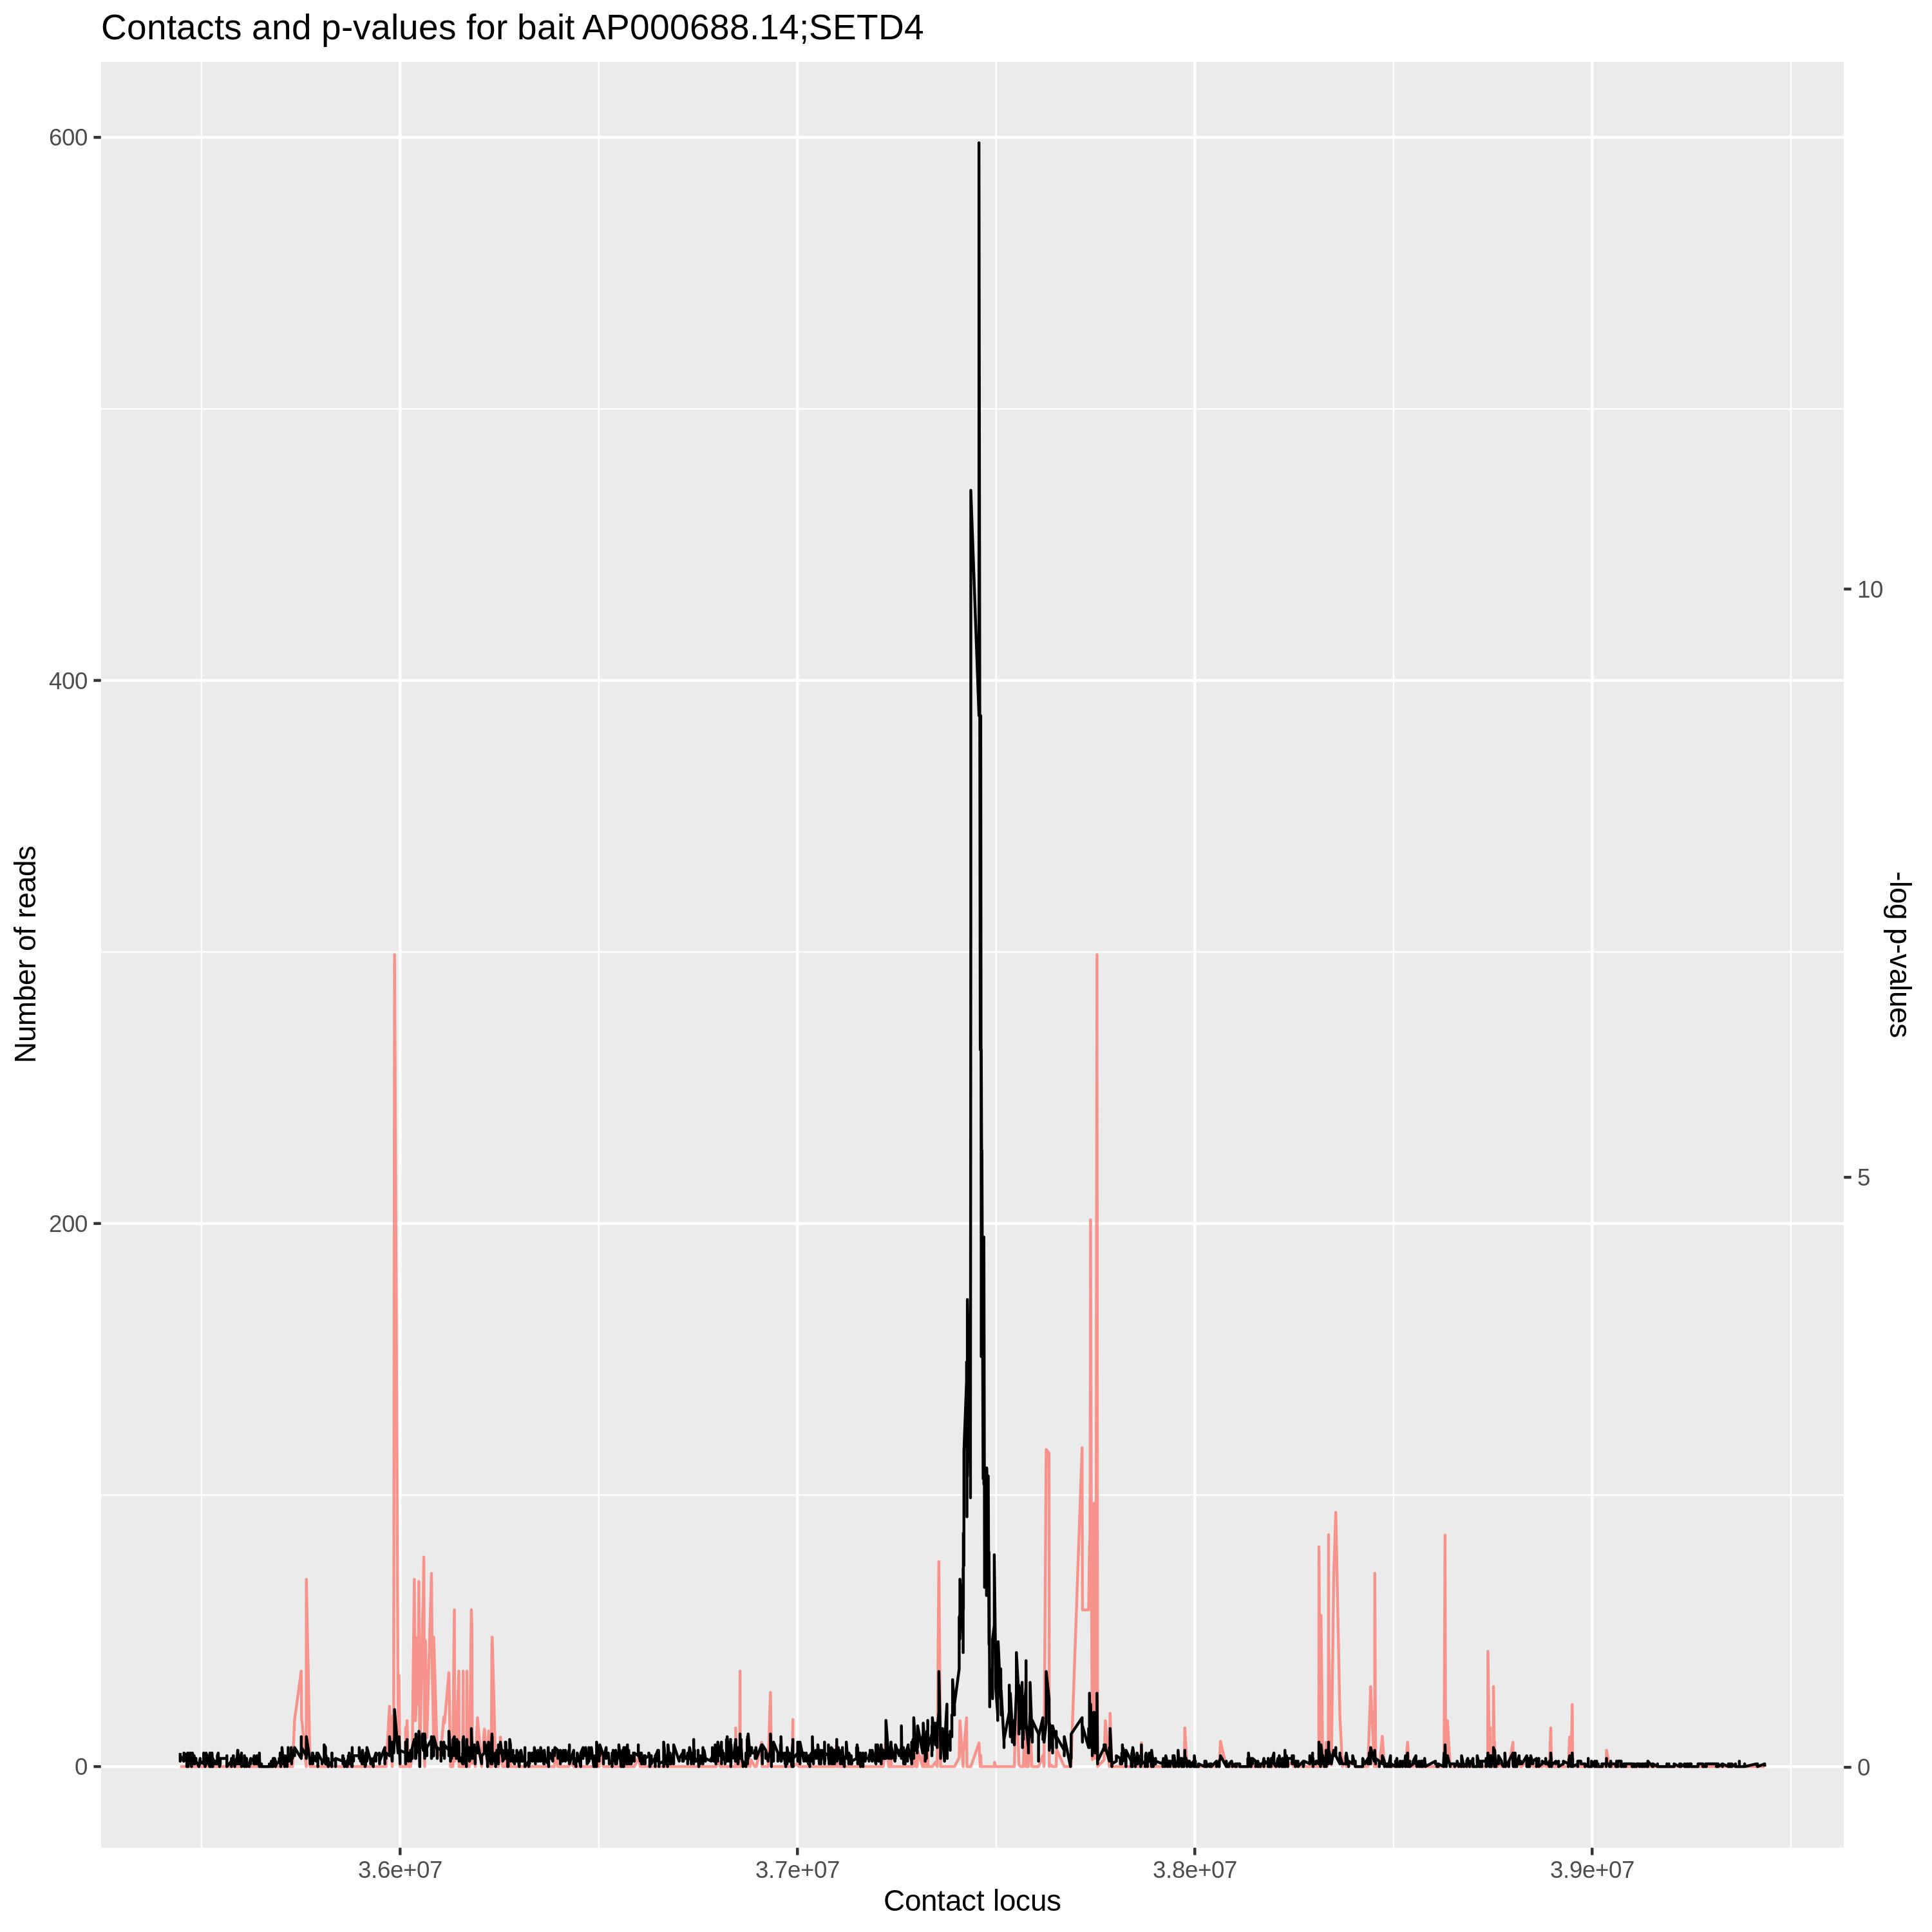 Contacts and p-values for bait AP000688.14;SETD4
600
400
200
0
Number of reads
10
5
0
-log p-values
3.6e+07
3.7e+07
3.8e+07
3.9e+07
Contact locus